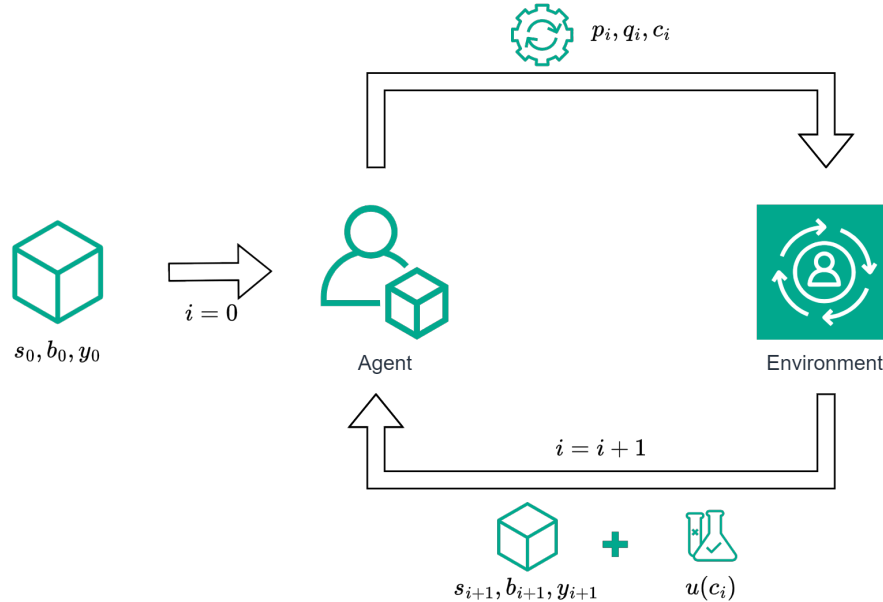 p_i, q_i, c_i
i = 0
s_0, b_0, y_0
Agent
Environment
i = i + 1
s_{i+1}, b_{i+1}, y_{i+1}
u(c_i)